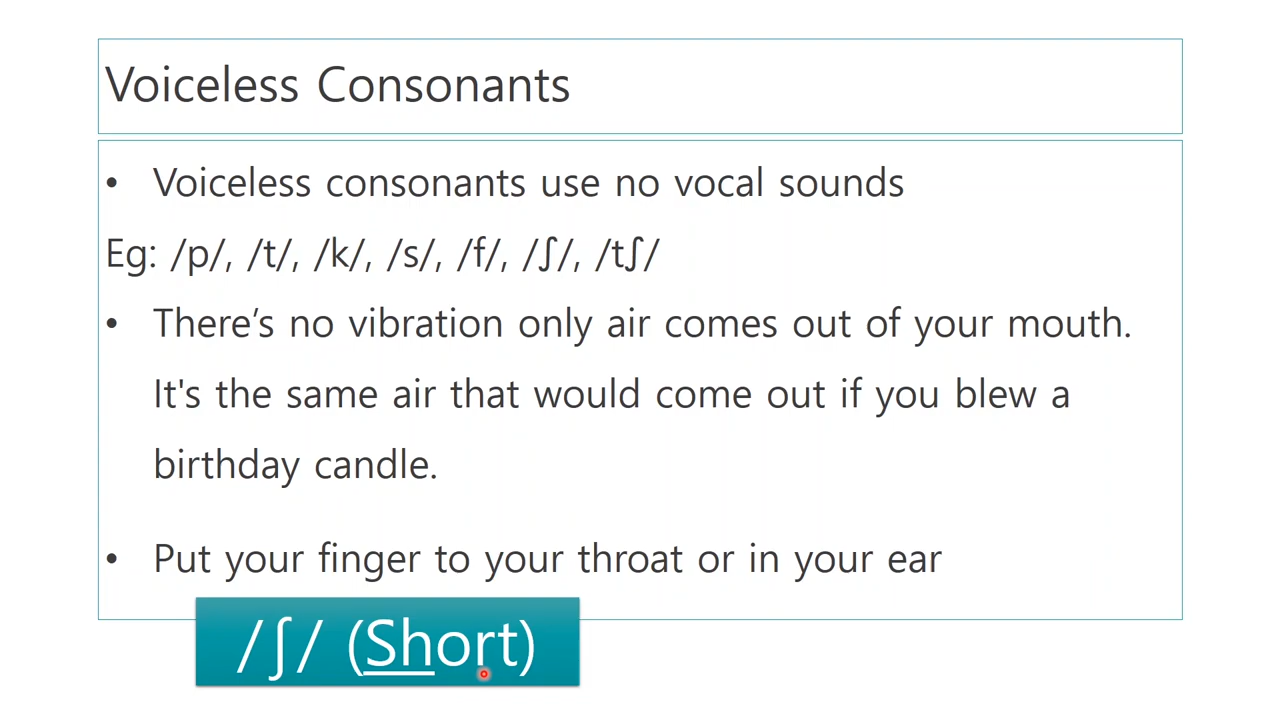 Voiceless Consonants
• Voiceless consonants use no vocal sounds
Eg: /p/, /t/, /k/, /s/, /f/, /ʃ/, /tʃ/
• There’s no vibration only air comes out of your mouth.
It's the same air that would come out if you blew a
birthday candle.
• Put your finger to your throat or in your ear
/ʃ/ (Short)